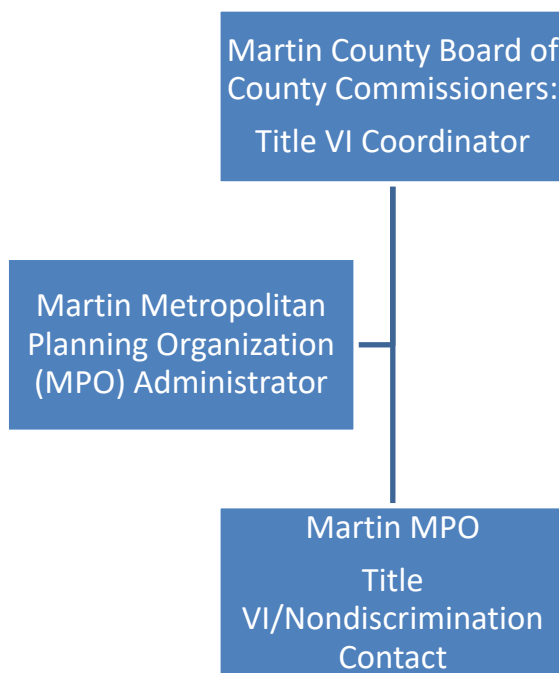 Martin County Board of
County Commissioners:
Title VI Coordinator
Martin Metropolitan
Planning Organization
(MPO) Administrator
Martin MPO
Title
VI/Nondiscrimination
Contact